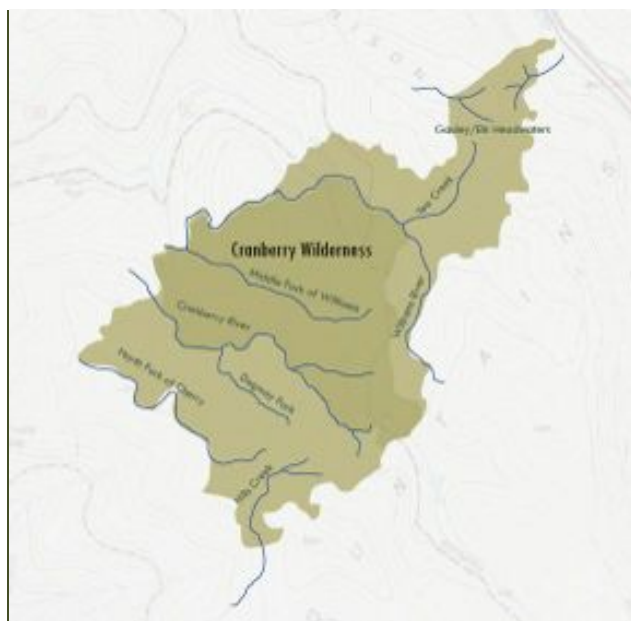 Gauley/Elk Headwaters
Tea Creek
Cranberry Wilderness
Middle Fork of Williams
Williams River
Cranberry River
North Fork of Cherry
Dogway Fork
Hills Creek